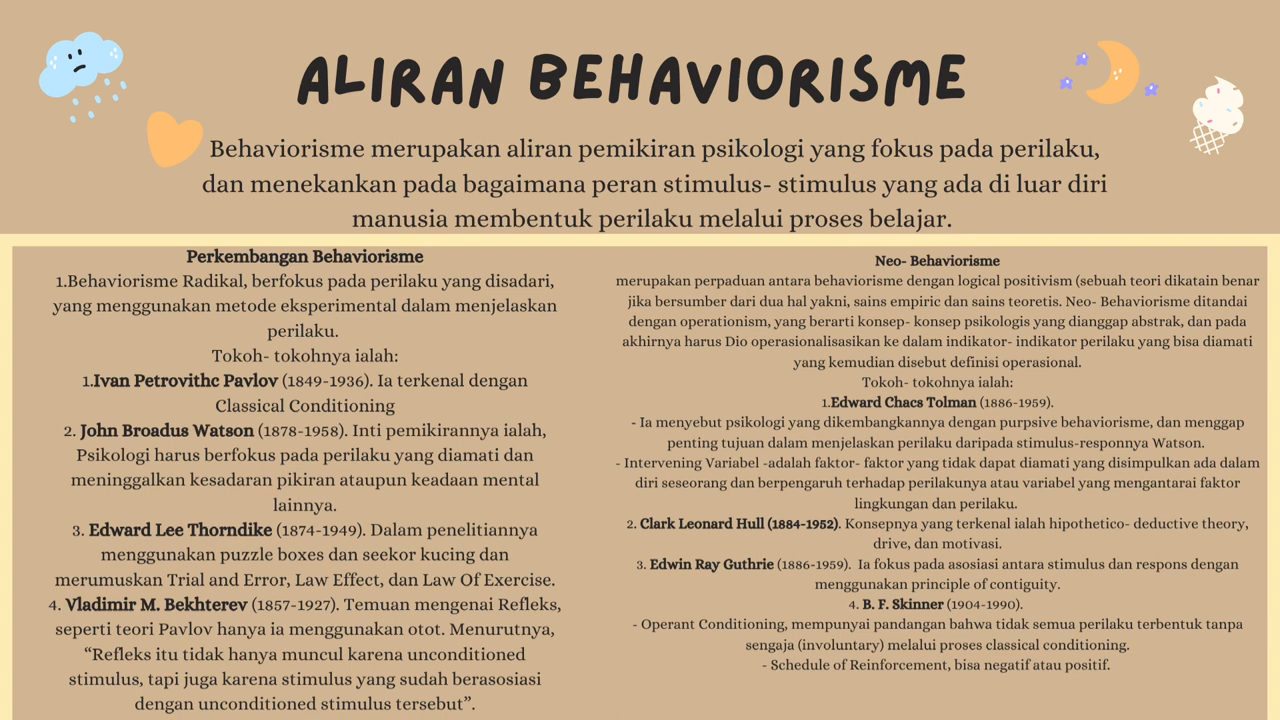 ALIRAN BEHAVIORISME
Behaviorisme merupakan aliran pemikiran psikologi yang fokus pada perilaku,
dan menekankan pada bagaimana peran stimulus- stimulus yang ada di luar diri
manusia membentuk perilaku melalui proses belajar.
Perkembangan Behaviorisme
1.Behaviorisme Radikal, berfokus pada perilaku yang disadari,
yang menggunakan metode eksperimental dalam menjelaskan
perilaku.
Tokoh- tokohnya ialah:
1.Ivan Petrovithc Pavlov (1849-1936). Ia terkenal dengan
Classical Conditioning
2. John Broadus Watson (1878-1958). Inti pemikirannya ialah,
Psikologi harus berfokus pada perilaku yang diamati dan
meninggalkan kesadaran pikiran ataupun keadaan mental
lainnya.
3. Edward Lee Thorndike (1874-1949). Dalam penelitiannya
menggunakan puzzle boxes dan seekor kucing dan
merumuskan Trial and Error, Law Effect, dan Law Of Exercise.
4. Vladimir M. Bekhterev (1857-1927). Temuan mengenai Refleks,
seperti teori Pavlov hanya ia menggunakan otot. Menurutnya,
“Refleks itu tidak hanya muncul karena unconditioned
stimulus, tapi juga karena stimulus yang sudah berasosiasi
dengan unconditioned stimulus tersebut”.
Neo- Behaviorisme
merupakan perpaduan antara behaviorisme dengan logical positivism (sebuah teori dikatain benar
jika bersumber dari dua hal yakni, sains empiric dan sains teoretis. Neo- Behaviorisme ditandai
dengan operationism, yang berarti konsep- konsep psikologis yang dianggap abstrak, dan pada
akhirnya harus Dio operasionalisasikan ke dalam indikator- indikator perilaku yang bisa diamati
yang kemudian disebut definisi operasional.
Tokoh- tokohnya ialah:
1.Edward Chacs Tolman (1886-1959).
- Ia menyebut psikologi yang dikembangkannya dengan purpsive behaviorisme, dan menggap
penting tujuan dalam menjelaskan perilaku daripada stimulus-responnya Watson.
- Intervening Variabel -adalah faktor- faktor yang tidak dapat diamati yang disimpulkan ada dalam
diri seseorang dan berpengaruh terhadap perilakunya atau variabel yang mengantarai faktor
lingkungan dan perilaku.
2. Clark Leonard Hull (1884-1952). Konsepnya yang terkenal ialah hipothetico- deductive theory,
drive, dan motivasi.
3. Edwin Ray Guthrie (1886-1959). Ia fokus pada asosiasi antara stimulus dan respons dengan
menggunakan principle of contiguity.
4. B. F. Skinner (1904-1990).
- Operant Conditioning, mempunyai pandangan bahwa tidak semua perilaku terbentuk tanpa
sengaja (involuntary) melalui proses classical conditioning.
- Schedule of Reinforcement, bisa negatif atau positif.